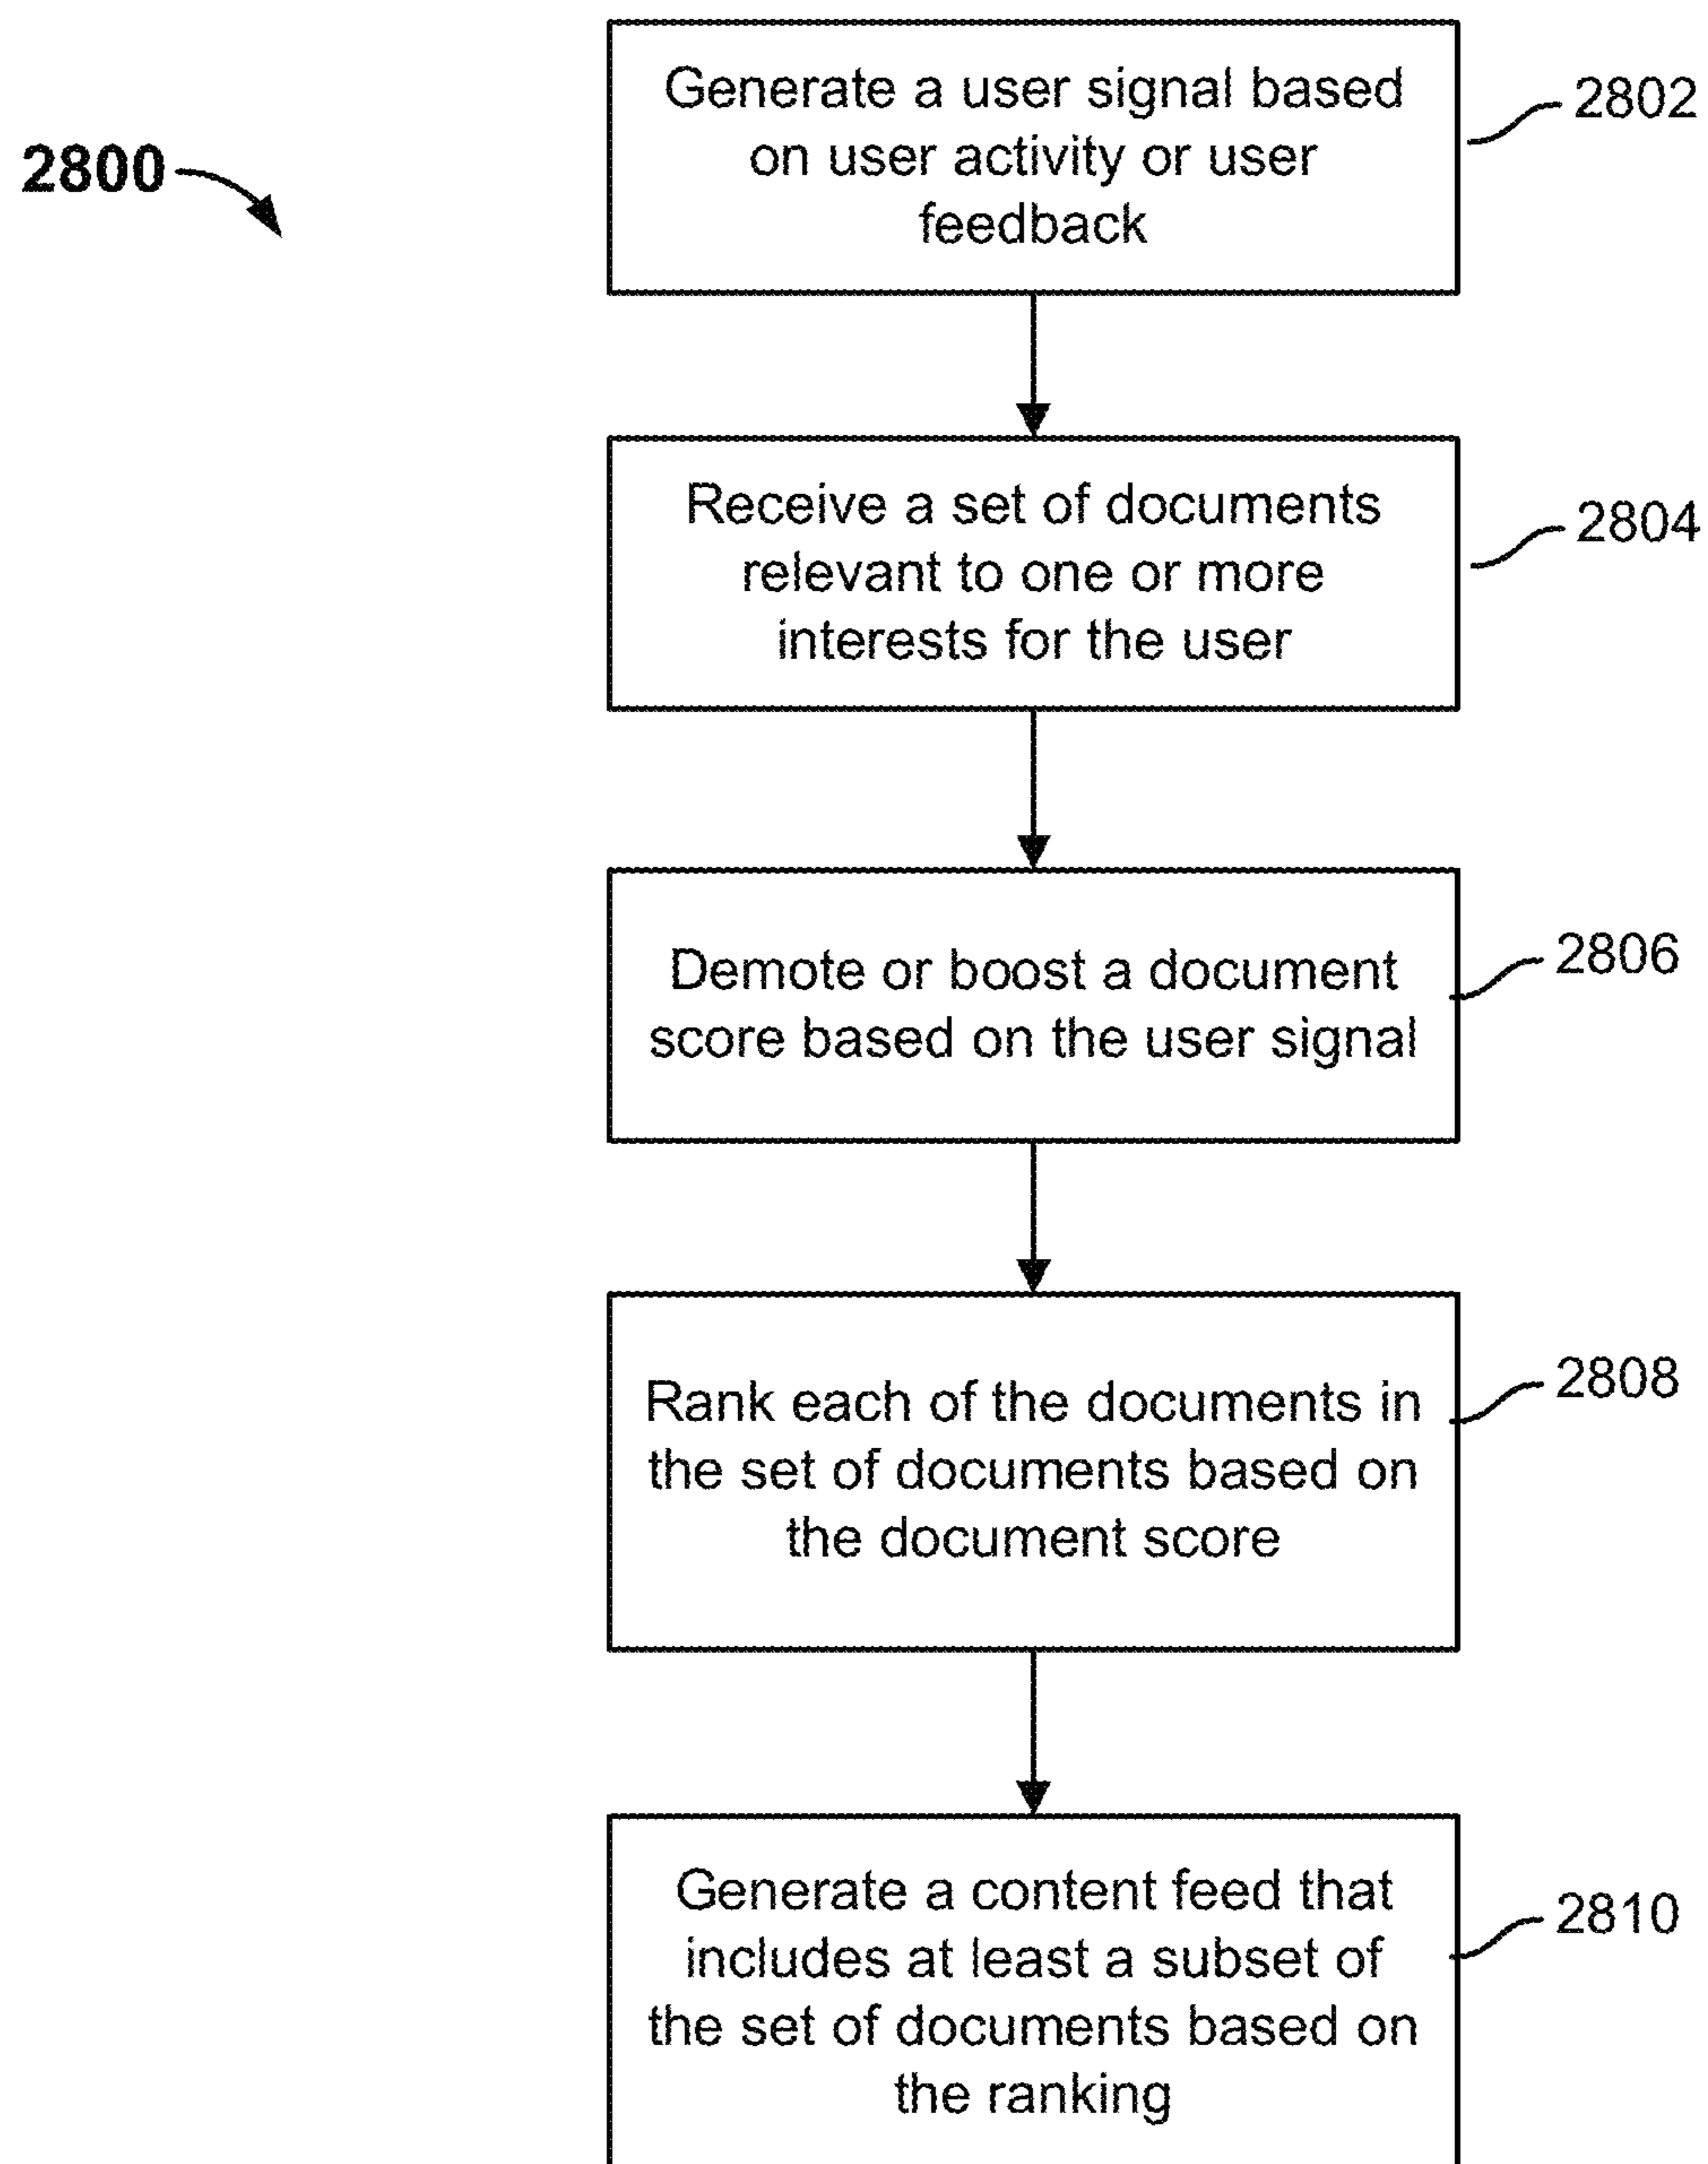 2800
Generate a user signal based
on user activity or user
feedback
2802
Receive a set of documents
relevant to one or more
interests for the user
2804
Demote or boost a document
score based on the user signal
2806
Rank each of the documents in
the set of documents based on
the document score
2808
Generate a content feed that
includes at least a subset of
the set of documents based on
the ranking
2810